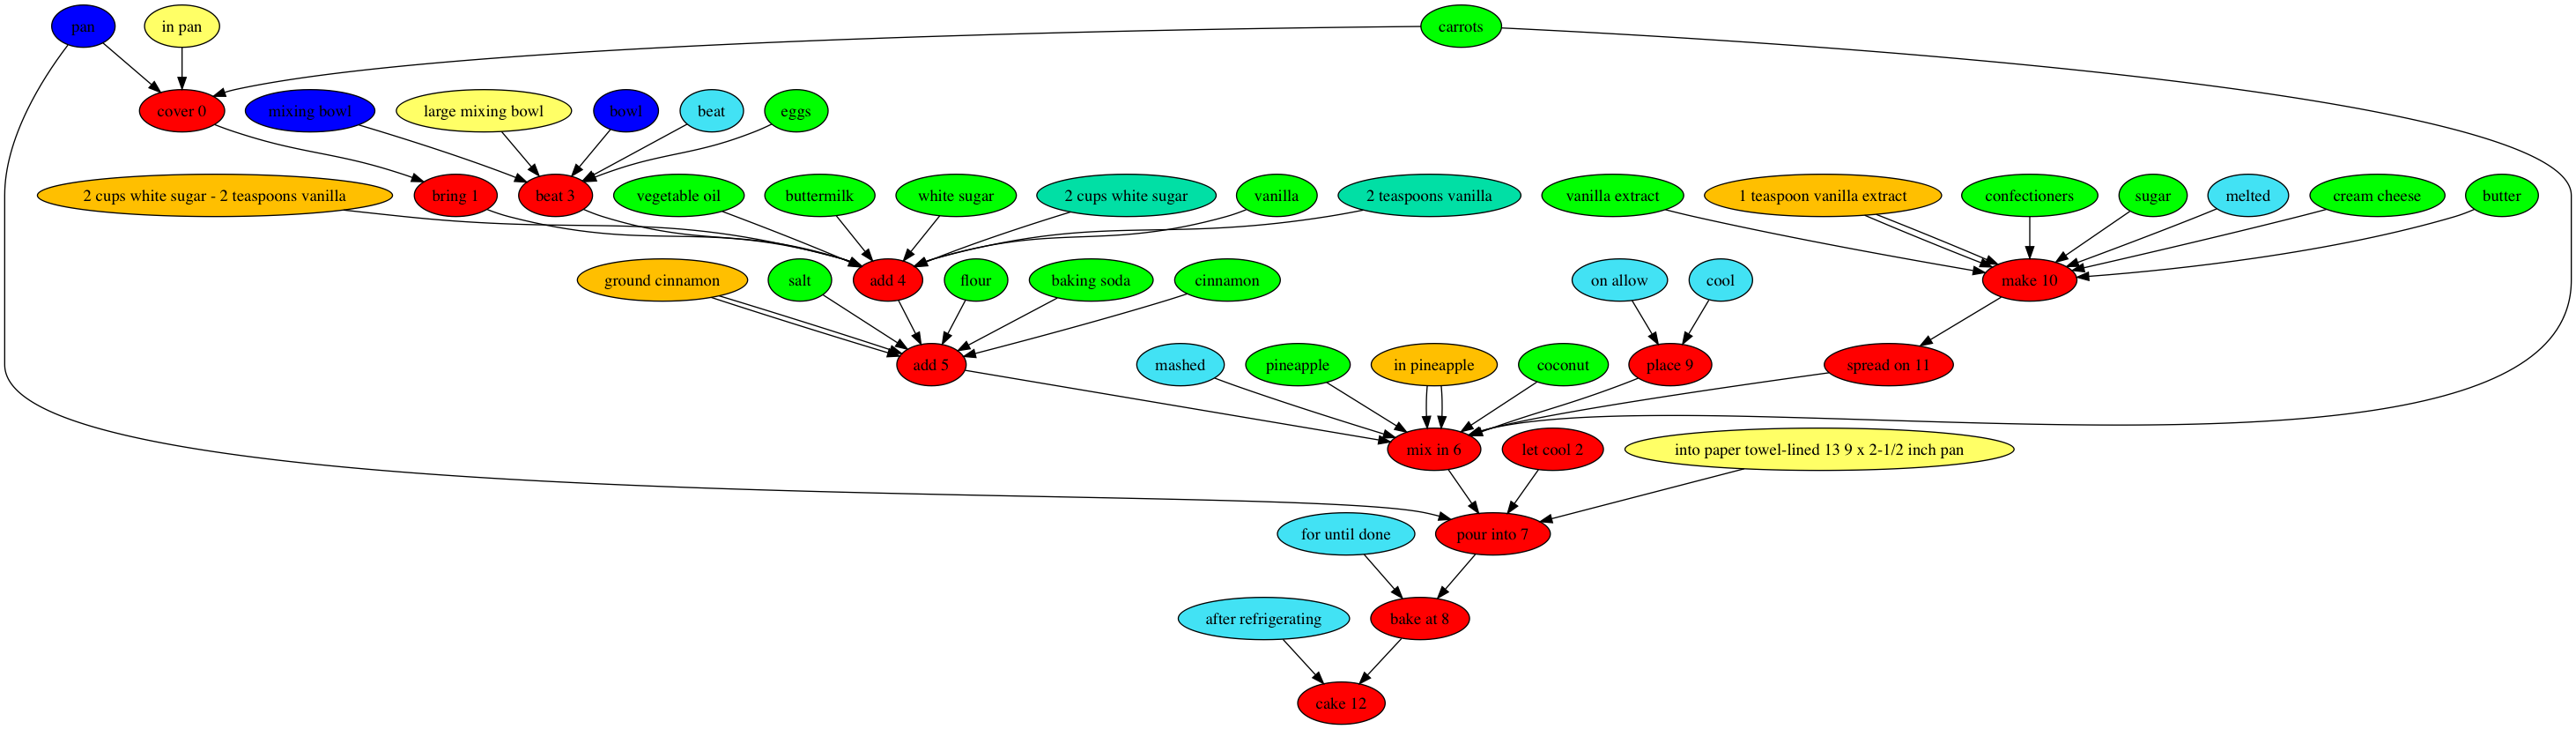 pan
in pan
carrots
cover 0
mixing bowl
large mixing bowl
bowl
beat
eggs
2 cups white sugar - 2 teaspoons vanilla
bring 1
beat 3
vegetable oil
buttermilk
white sugar
2 cups white sugar
vanilla
2 teaspoons vanilla
vanilla extract
1 teaspoon vanilla extract
confectioners
sugar
melted
cream cheese
butter
ground cinnamon
salt
add 4
flour
baking soda
cinnamon
on allow
cool
make 10
add 5
mashed
pineapple
in pineapple
coconut
place 9
spread on 11
mix in 6
let cool 2
into paper towel-lined 13 9 x 2-1/2 inch pan
for until done
pour into 7
after refrigerating
bake at 8
cake 12